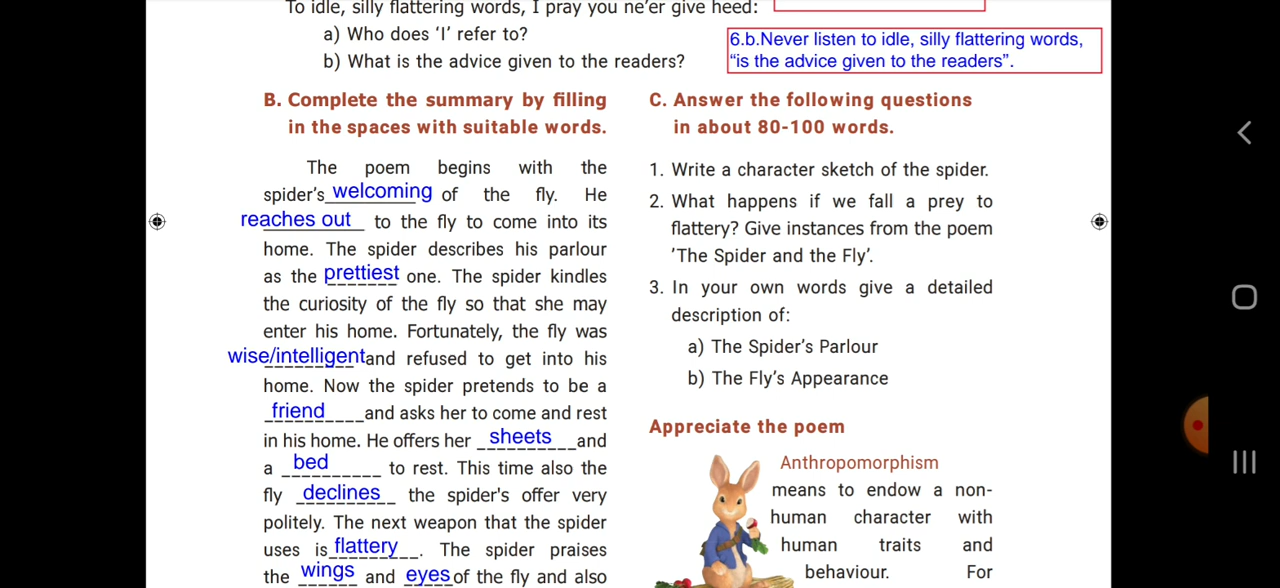 To idle, silly flattering words, I pray you ne'er give heed:
a) Who does 'I' refer to?
b) What is the advice given to the readers?
6.b.Never listen to idle, silly flattering words,
“is the advice given to the readers”.
B. Complete the summary by filling
in the spaces with suitable words.
The poem begins with the
spider's welcoming of the fly. He
reaches out to the fly to come into its
home. The spider describes his parlour
as the prettiest one. The spider kindles
the curiosity of the fly so that she may
enter his home. Fortunately, the fly was
wise/intelligent and refused to get into his
home. Now the spider pretends to be a
friend and asks her to come and rest
in his home. He offers her sheets and
a bed to rest. This time also the
fly declines the spider's offer very
politely. The next weapon that the spider
uses is flattery. The spider praises
the wings and eyes of the fly and also
C. Answer the following questions
in about 80-100 words.
1. Write a character sketch of the spider.
2. What happens if we fall a prey to
flattery? Give instances from the poem
'The Spider and the Fly'.
3. In your own words give a detailed
description of:
a) The Spider's Parlour
b) The Fly's Appearance
Appreciate the poem
Anthropomorphism
means to endow a non-
human character with
human traits and
behaviour. For